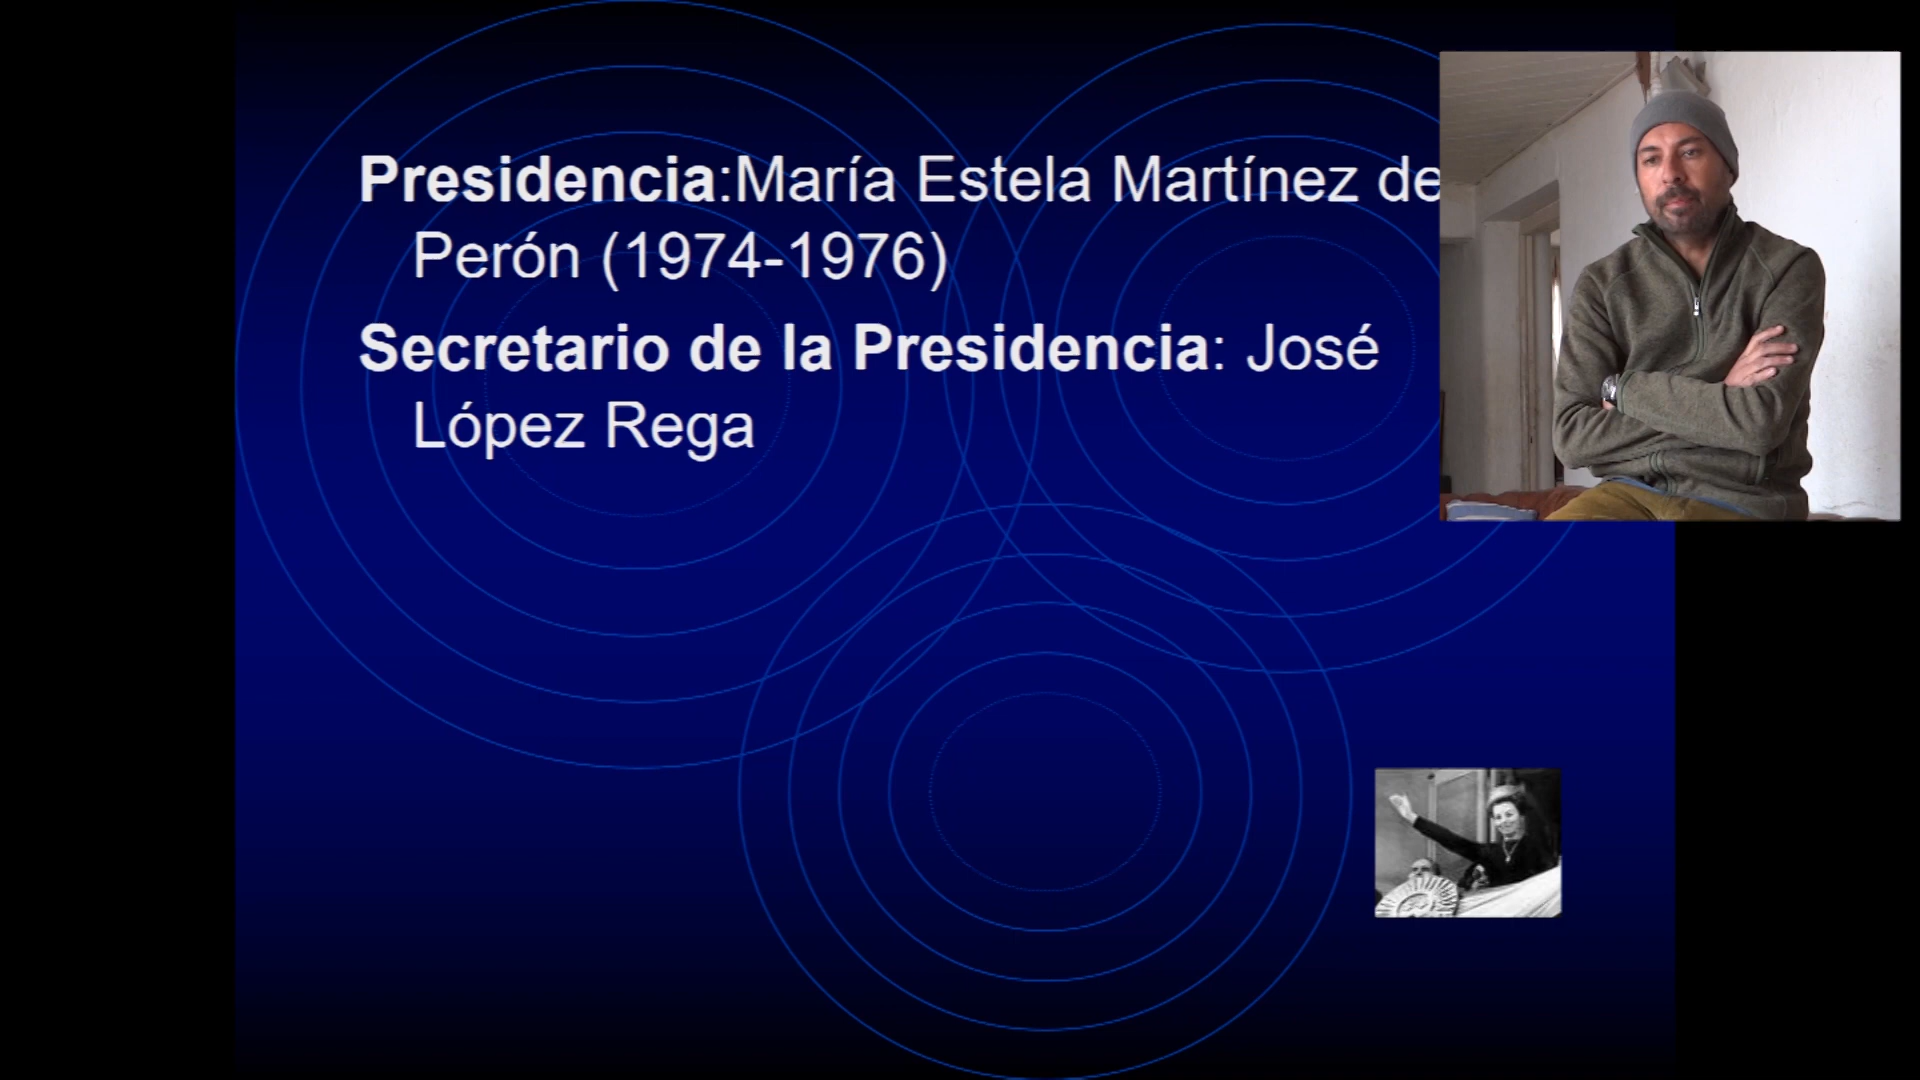 Presidencia:María Estela Martínez de
Perón (1974-1976)
Secretario de la Presidencia: José
López Rega